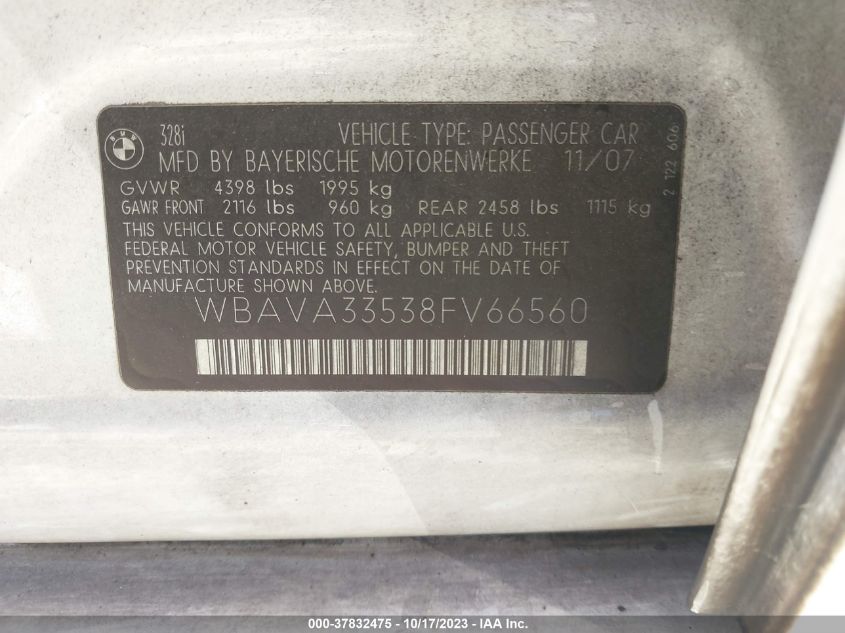 BMW
328i VEHICLE TYPE: PASSENGER CAR
MFD BY BAYERISCHE MOTORENWERKE 11/07
GVWR 4398 lbs 1995 kg
GAWR FRONT 2116 lbs 960 kg REAR 2458 lbs 1115 kg
THIS VEHICLE CONFORMS TO ALL APPLICABLE U.S.
FEDERAL MOTOR VEHICLE SAFETY, BUMPER AND THEFT
PREVENTION STANDARDS IN EFFECT ON THE DATE OF
MANUFACTURE SHOWN ABOVE.
WBAVA33538FV66560
2 122 606
000-37832475 - 10/17/2023 - IAA Inc.